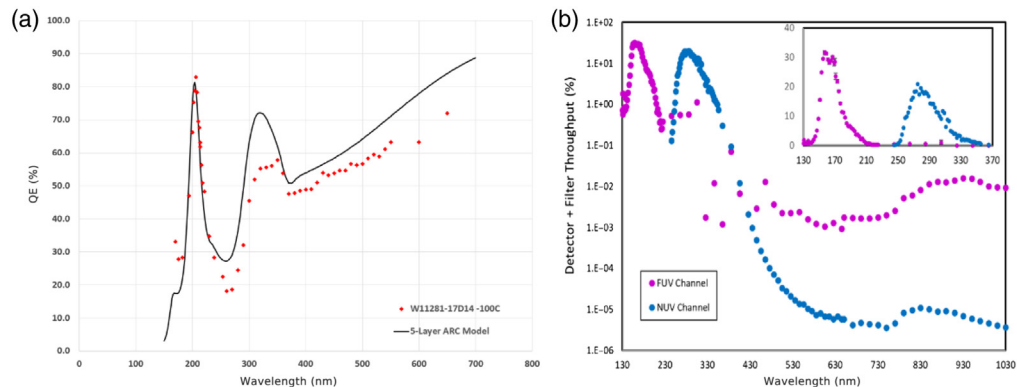 (a)
100.0
90.0
80.0
70.0
60.0
50.0
40.0
30.0
20.0
10.0
0.0
QE (%)
0 100 200 300 400 500 600 700 800
Wavelength (nm)
W11281-17D14 -100C
5-Layer ARC Model
(b)
1.E+02
1.E+01
1.E+00
1.E-01
1.E-02
1.E-03
1.E-04
1.E-05
1.E-06
Detector + Filter Throughput (%)
130 230 330 430 530 630 730 830 930 1030
Wavelength (nm)
FUV Channel
NUV Channel
40
30
20
10
0
130 170 210 250 290 330 370